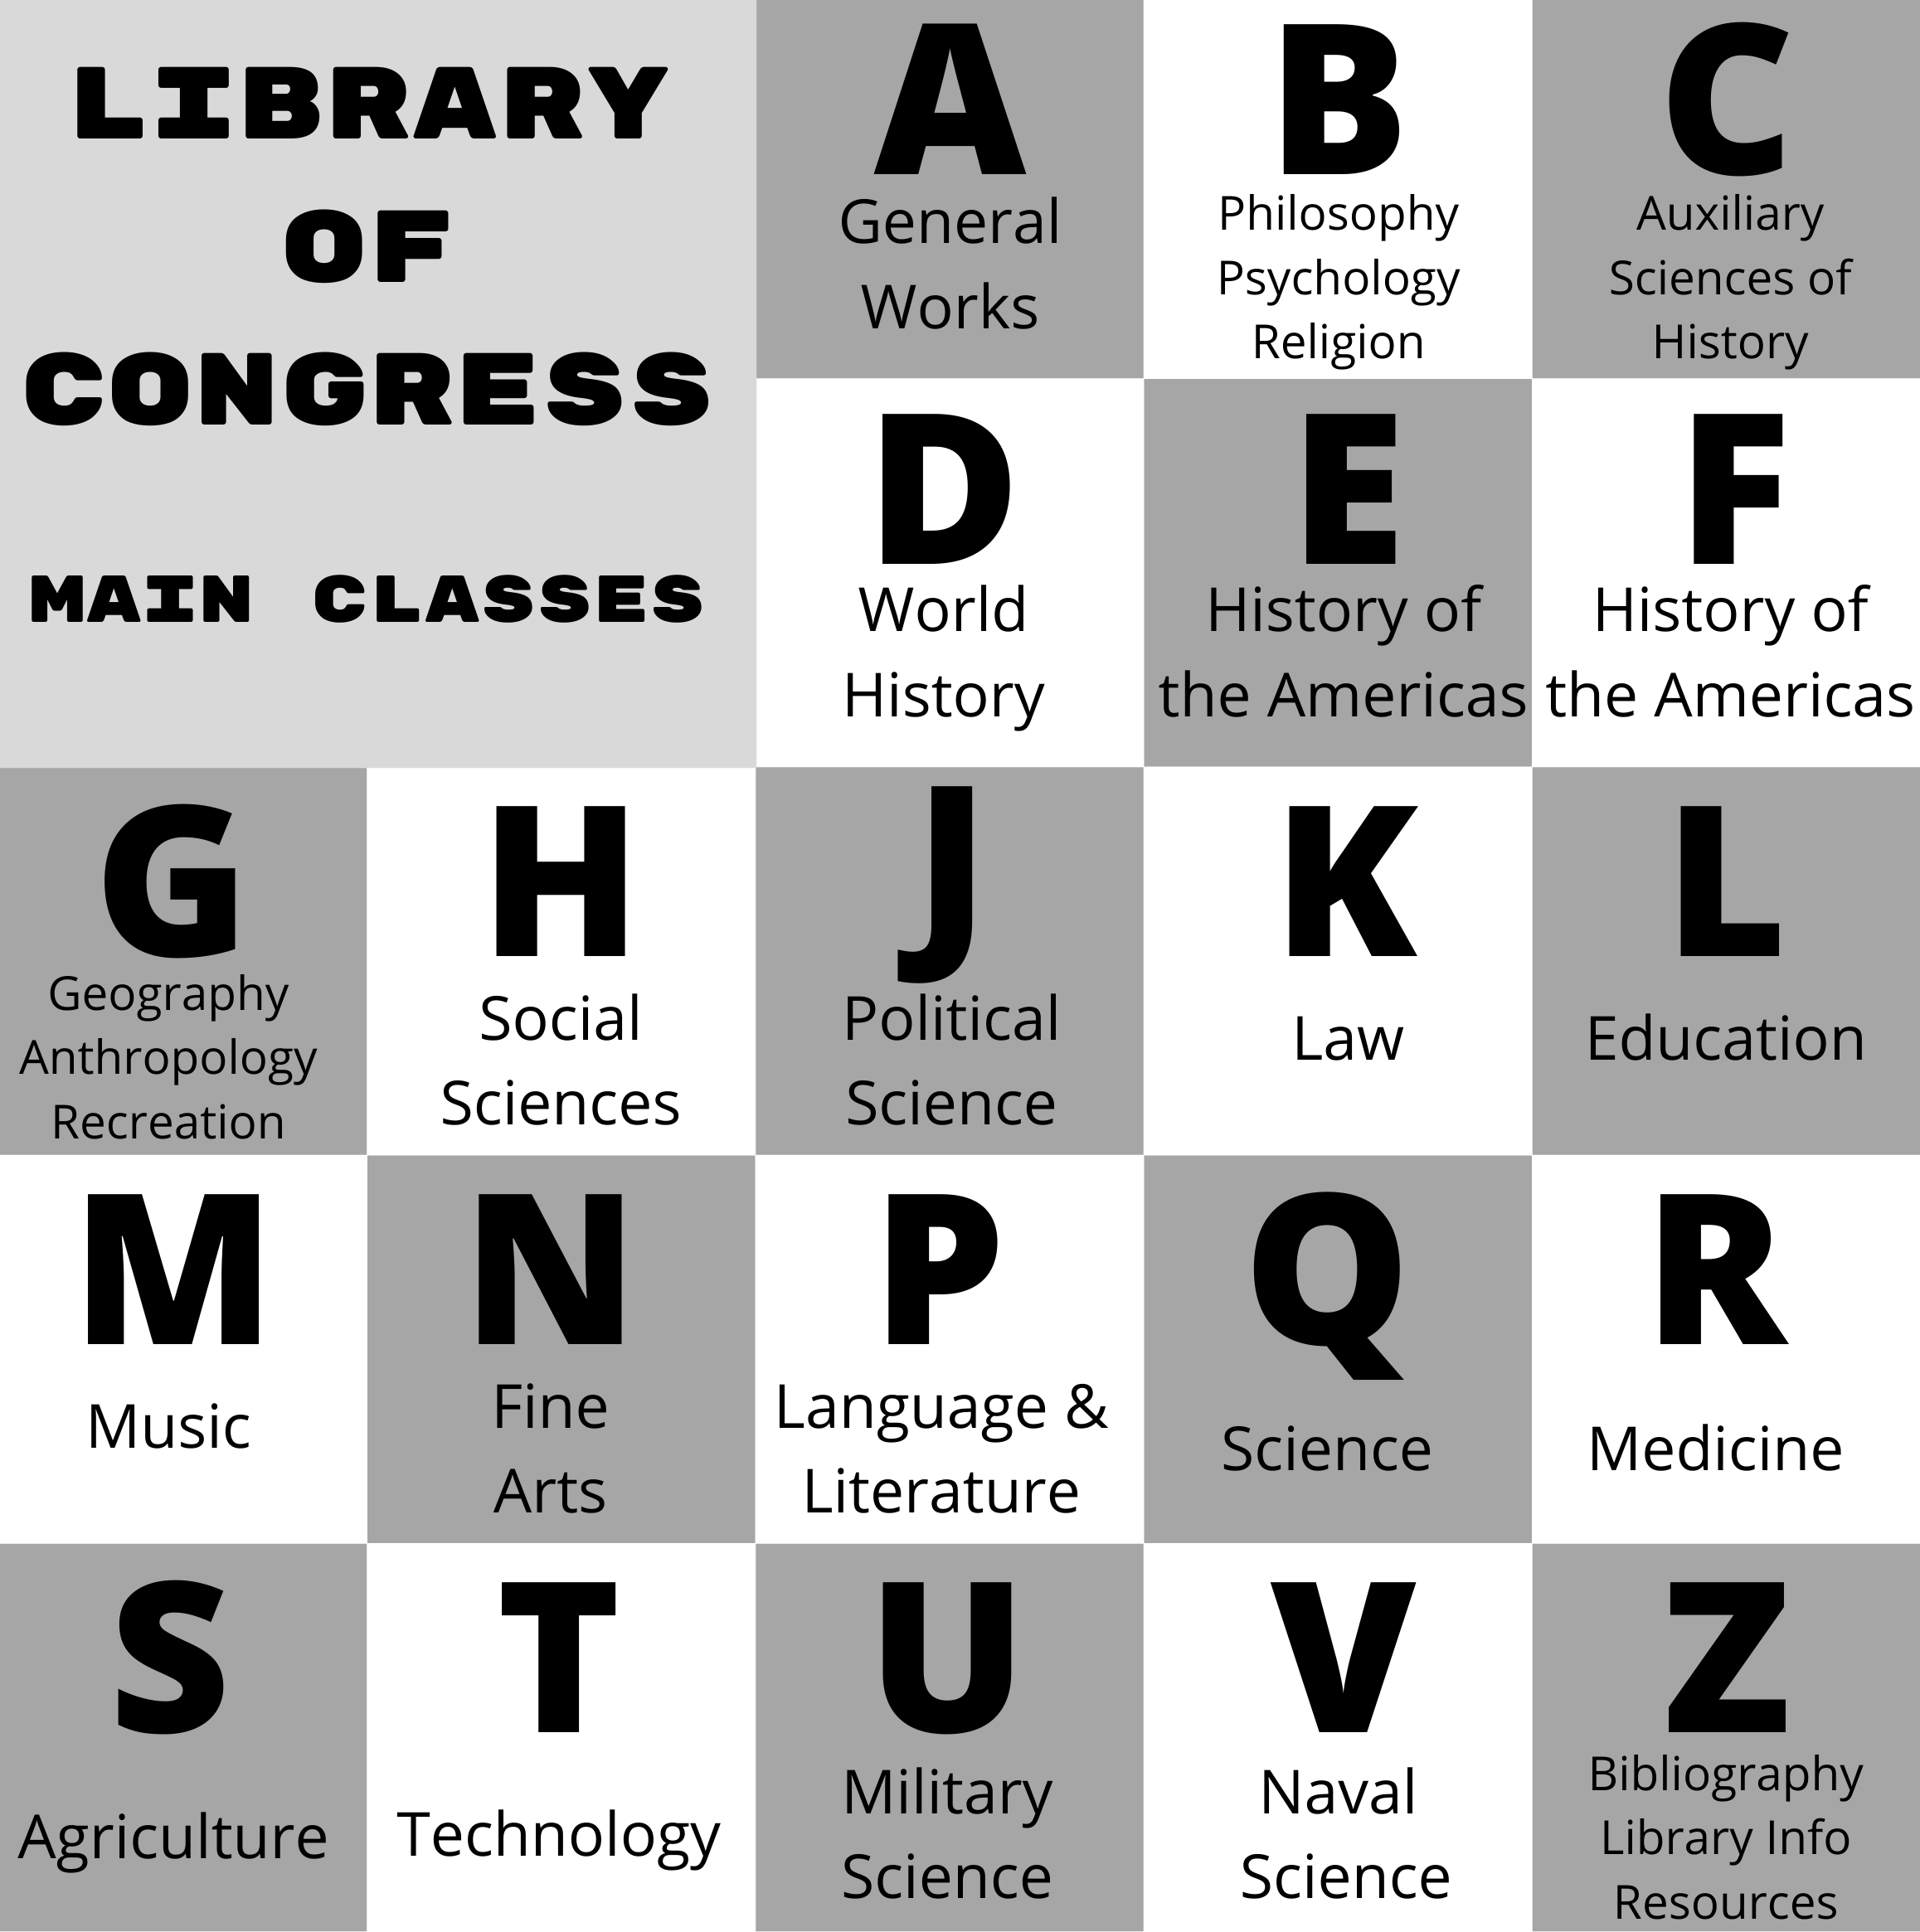 LIBRARY
OF
CONGRESS
MAIN CLASSES
A
General
Works
B
Philosophy
Psychology
Religion
C
Auxiliary
Sciences of
History
D
World
History
E
History of
the Americas
F
History of
the Americas
G
Geography
Anthropology
Recreation
H
Social
Sciences
J
Political
Science
K
Law
L
Education
M
Music
N
Fine
Arts
P
Language &
Literature
Q
Science
R
Medicine
S
Agriculture
T
Technology
U
Military
Science
V
Naval
Science
Z
Bibliography
Library Info
Resources